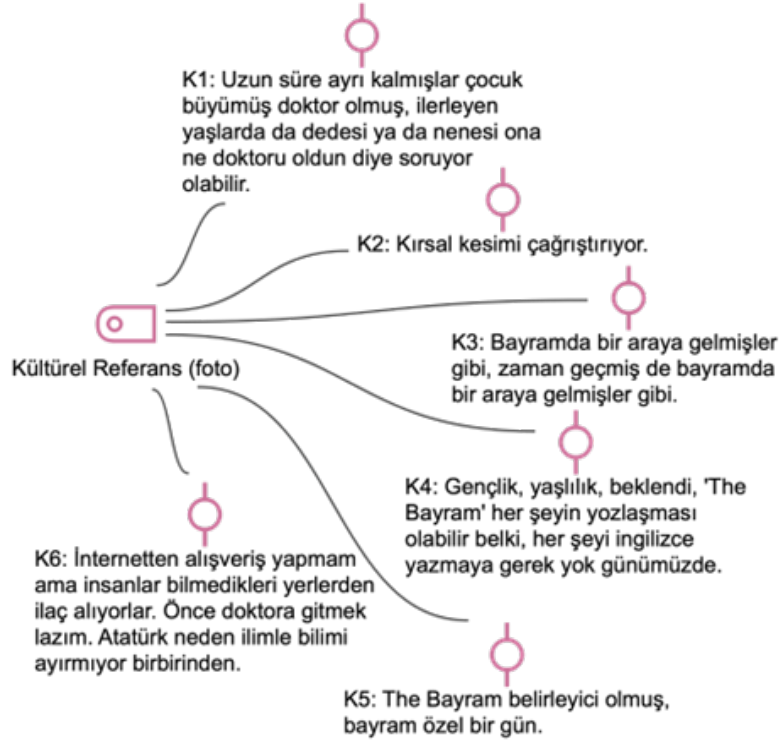 K1: Uzun süre ayrı kalmışlar çocuk
büyümüş doktor olmuş, ilerleyen
yaşlarda da dedesi ya da nenesi ona
ne doktoru oldun diye soruyor
olabilir.
K2: Kırsal kesimi çağrıştırıyor.
K3: Bayramda bir araya gelmişler
gibi, zaman geçmiş de bayramda
bir araya gelmişler gibi.
Kültürel Referans (foto)
K4: Gençlik, yaşlılık, beklendi, 'The
Bayram' her şeyin yozlaşması
olabilir belki, her şeyi ingilizce
yazmaya gerek yok günümüzde.
K6: İnternetten alışveriş yapmam
ama insanlar bilmedikleri yerlerden
ilaç alıyorlar. Önce doktora gitmek
lazım. Atatürk neden ilimle bilimi
ayırmıyor birbirinden.
K5: The Bayram belirleyici olmuş,
bayram özel bir gün.